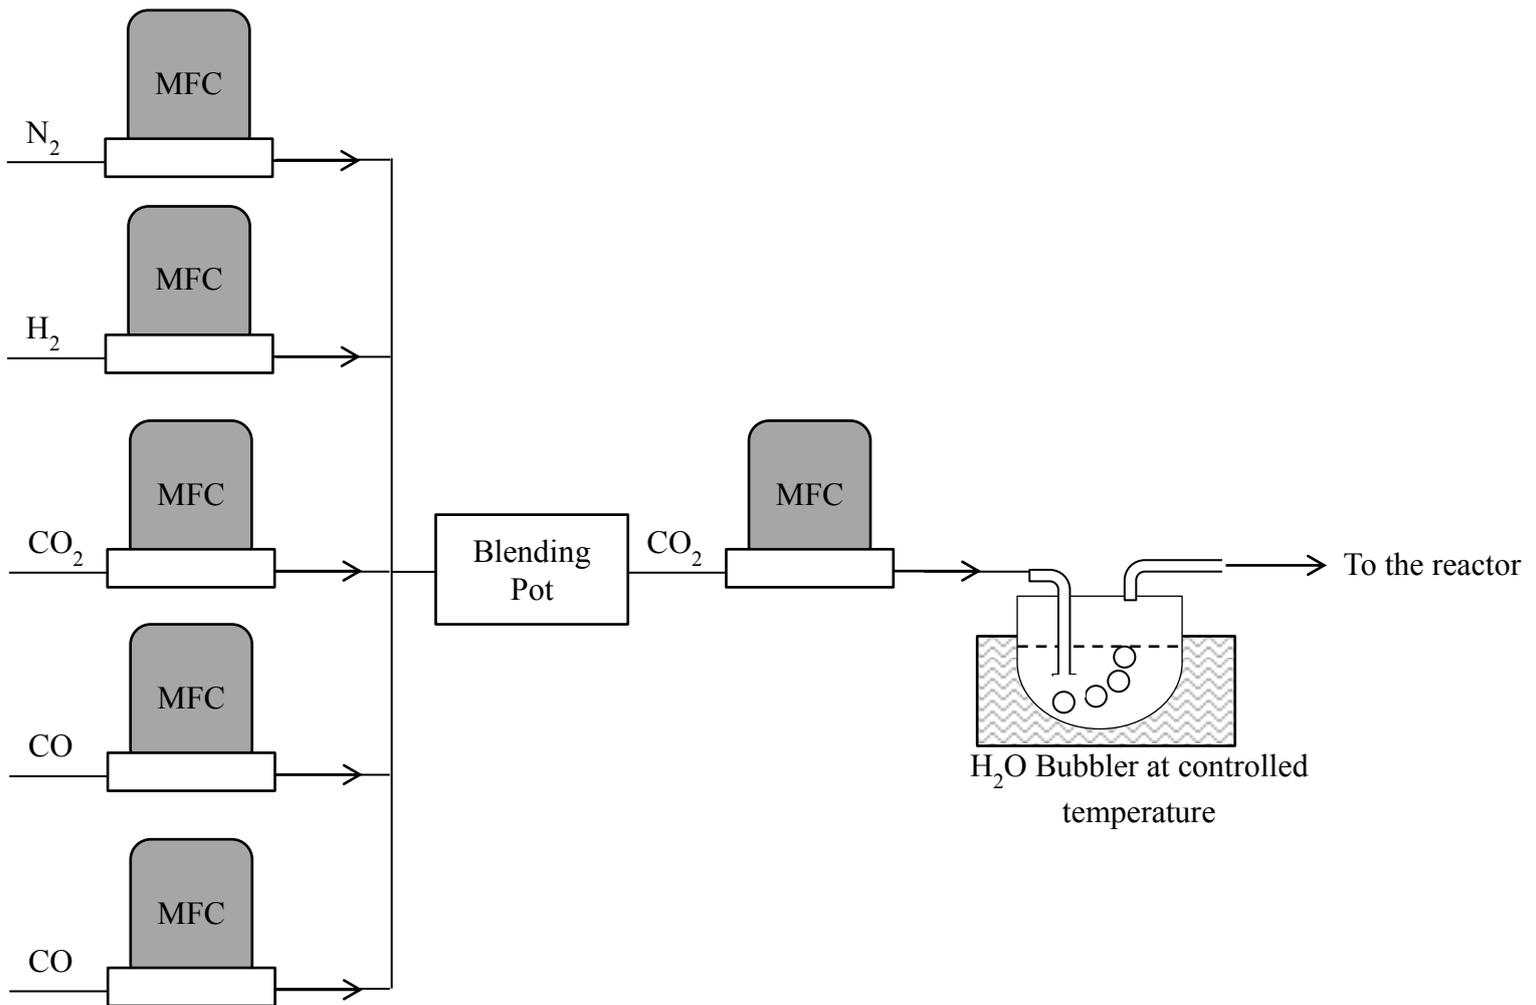 MFC
N2
MFC
H2
MFC
CO2
MFC
CO
MFC
CO
Blending
Pot
CO2
MFC
To the reactor
H2O Bubbler at controlled
temperature